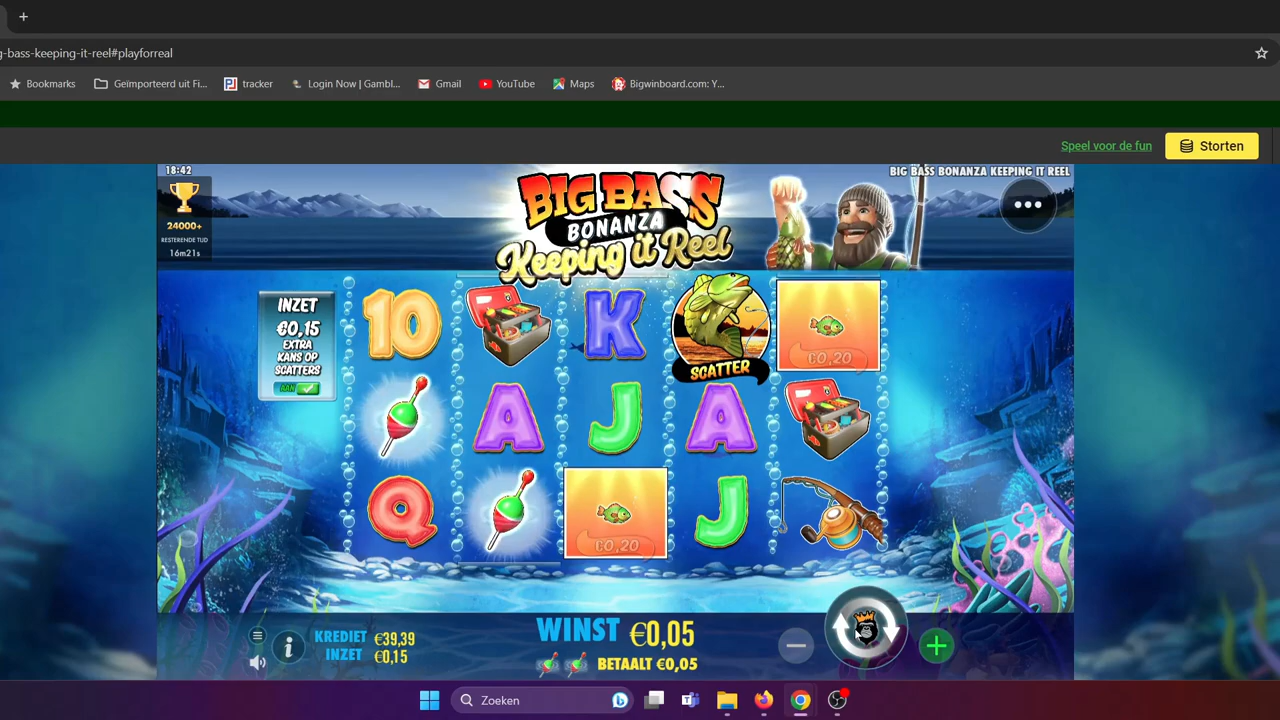 g-bass-keeping-it-reel#playforreal
Bookmarks
Geïmporteerd uit Fi...
tracker
Login Now | Gambl...
Gmail
YouTube
Maps
Bigwinboard.com: Y...
Speel voor de fun
Storten
18:42
24000+
RESTERENDE TIJD
16m21s
BIG BASS
BONANZA
Keeping it Reel
BIG BASS BONANZA KEEPING IT REEL
INZET
€0,15
EXTRA
KANS OP
SCATTERS
AAN
10
K
SCATTER
€0,20
A
J
A
Q
€0,20
J
KREDIET €39,39
INZET €0,15
WINST €0,05
BETAALT €0,05
Zoeken